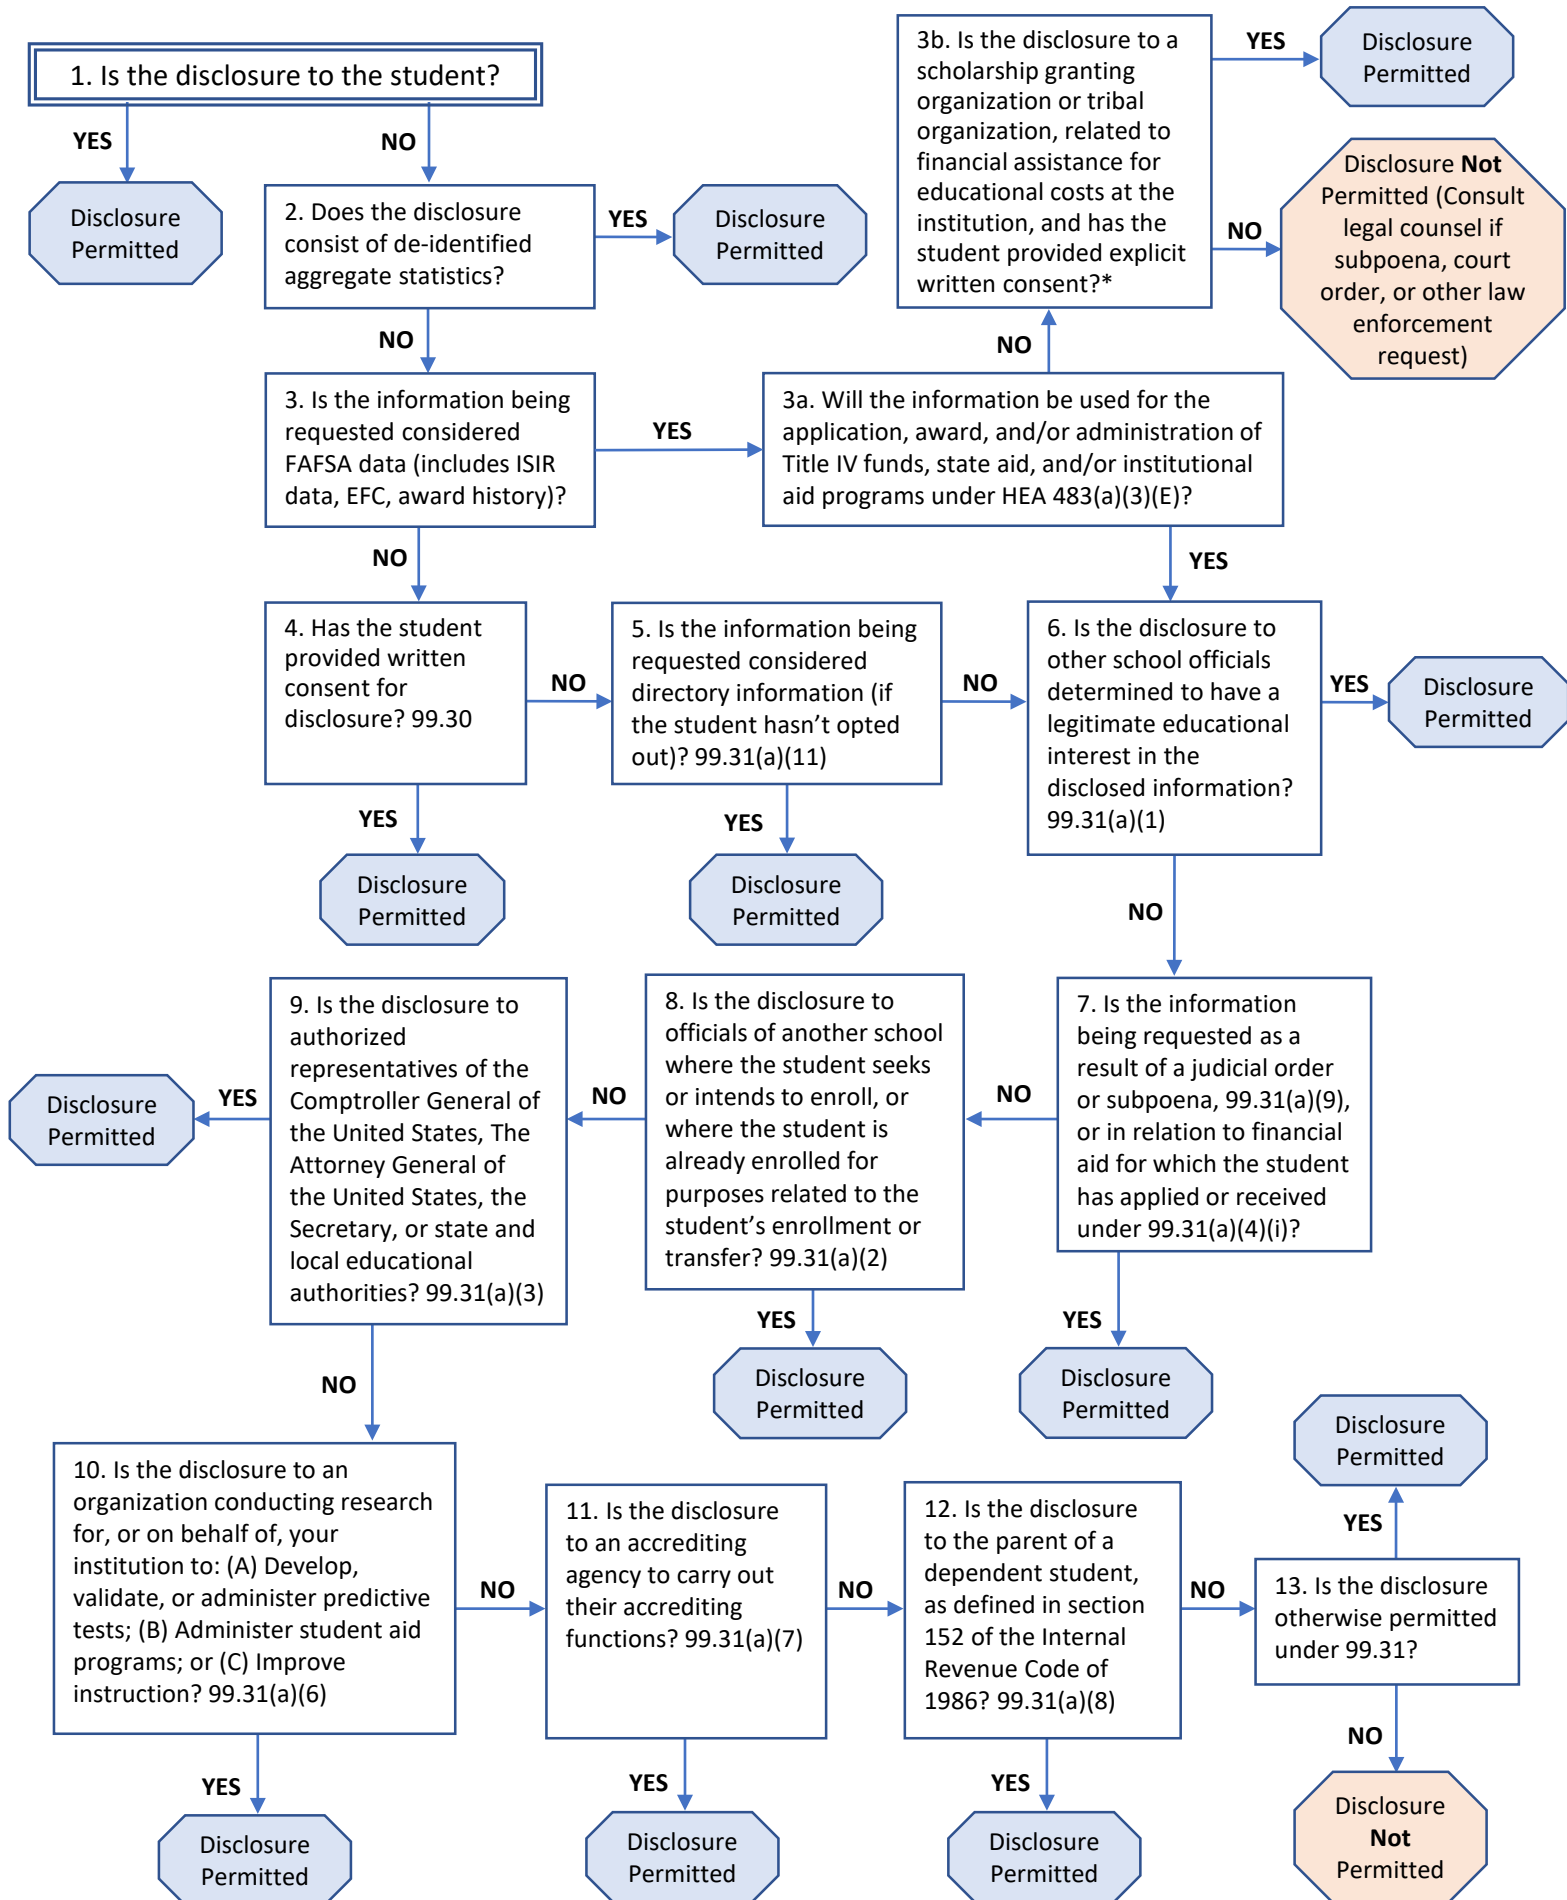 1. Is the disclosure to the student?
YES
NO
Disclosure
Permitted
2. Does the disclosure
consist of de-identified
aggregate statistics?
YES
Disclosure
Permitted
NO
3. Is the information being
requested considered
FAFSA data (includes ISIR
data, EFC, award history)?
YES
3a. Will the information be used for the
application, award, and/or administration of
Title IV funds, state aid, and/or institutional
aid programs under HEA 483(a)(3)(E)?
NO
3b. Is the disclosure to a
scholarship granting
organization or tribal
organization, related to
financial assistance for
educational costs at the
institution, and has the
student provided explicit
written consent?*
YES
Disclosure
Permitted
NO
Disclosure Not
Permitted (Consult
legal counsel if
subpoena, court
order, or other law
enforcement
request)
NO
YES
4. Has the student
provided written
consent for
disclosure? 99.30
NO
YES
Disclosure
Permitted
5. Is the information being
requested considered
directory information (if
the student hasn’t opted
out)? 99.31(a)(11)
NO
YES
Disclosure
Permitted
6. Is the disclosure to
other school officials
determined to have a
legitimate educational
interest in the
disclosed information?
99.31(a)(1)
YES
Disclosure
Permitted
NO
7. Is the information
being requested as a
result of a judicial order
or subpoena, 99.31(a)(9),
or in relation to financial
aid for which the student
has applied or received
under 99.31(a)(4)(i)?
NO
YES
Disclosure
Permitted
8. Is the disclosure to
officials of another school
where the student seeks
or intends to enroll, or
where the student is
already enrolled for
purposes related to the
student’s enrollment or
transfer? 99.31(a)(2)
NO
YES
Disclosure
Permitted
9. Is the disclosure to
authorized
representatives of the
Comptroller General of
the United States, The
Attorney General of
the United States, the
Secretary, or state and
local educational
authorities? 99.31(a)(3)
YES
Disclosure
Permitted
NO
10. Is the disclosure to an
organization conducting research
for, or on behalf of, your
institution to: (A) Develop,
validate, or administer predictive
tests; (B) Administer student aid
programs; or (C) Improve
instruction? 99.31(a)(6)
NO
YES
Disclosure
Permitted
11. Is the disclosure
to an accrediting
agency to carry out
their accrediting
functions? 99.31(a)(7)
NO
YES
Disclosure
Permitted
12. Is the disclosure
to the parent of a
dependent student,
as defined in section
152 of the Internal
Revenue Code of
1986? 99.31(a)(8)
NO
YES
Disclosure
Permitted
13. Is the disclosure
otherwise permitted
under 99.31?
YES
Disclosure
Permitted
NO
Disclosure
Not
Permitted